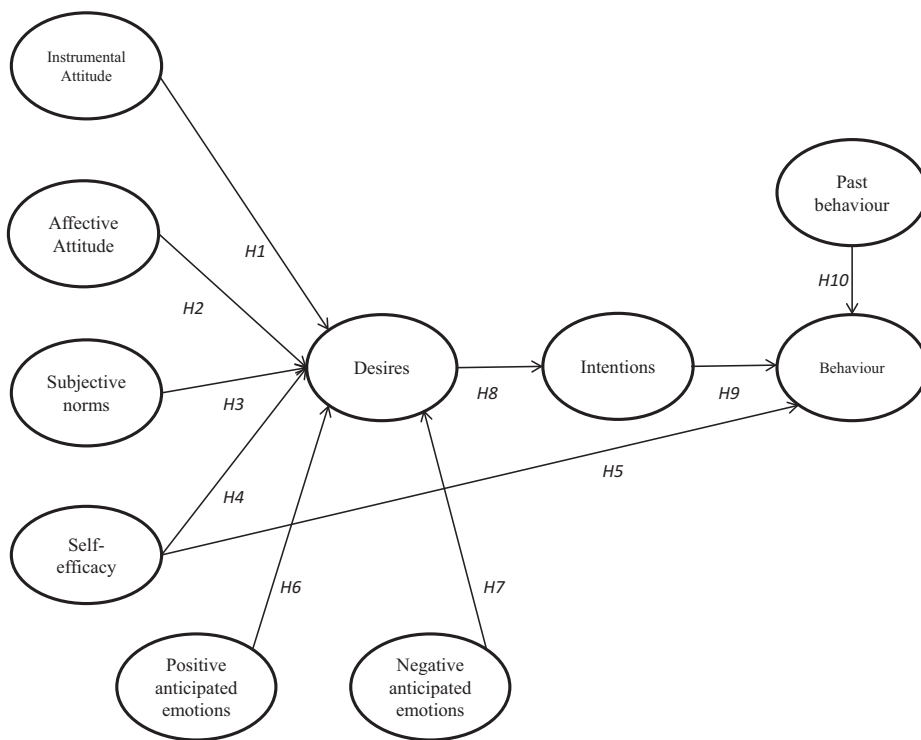 Instrumental
Attitude
Past
behaviour
Affective
Attitude
H1
H10
H2
Desires
Intentions
Behaviour
Subjective
norms
H3
H8
H9
H5
H4
Self-
efficacy
H6
H7
Positive
anticipated
emotions
Negative
anticipated
emotions